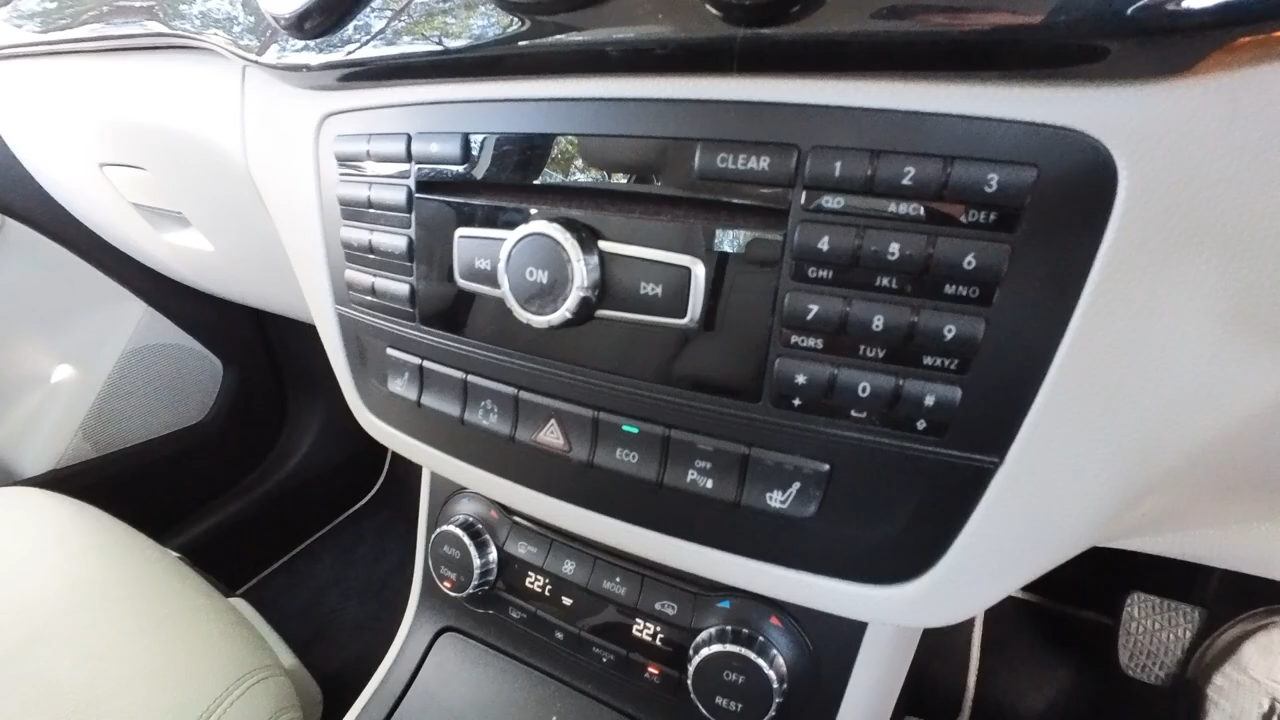 CLEAR
1 2 3
ABC DEF
ON
4 5 6
GHI JKL MNO
7 8 9
PQRS TUV WXYZ
* 0 #
+
ECO
OFF
P
AUTO
ZONE
MODE
22°C
22°C
MODE
A/C
OFF
REST